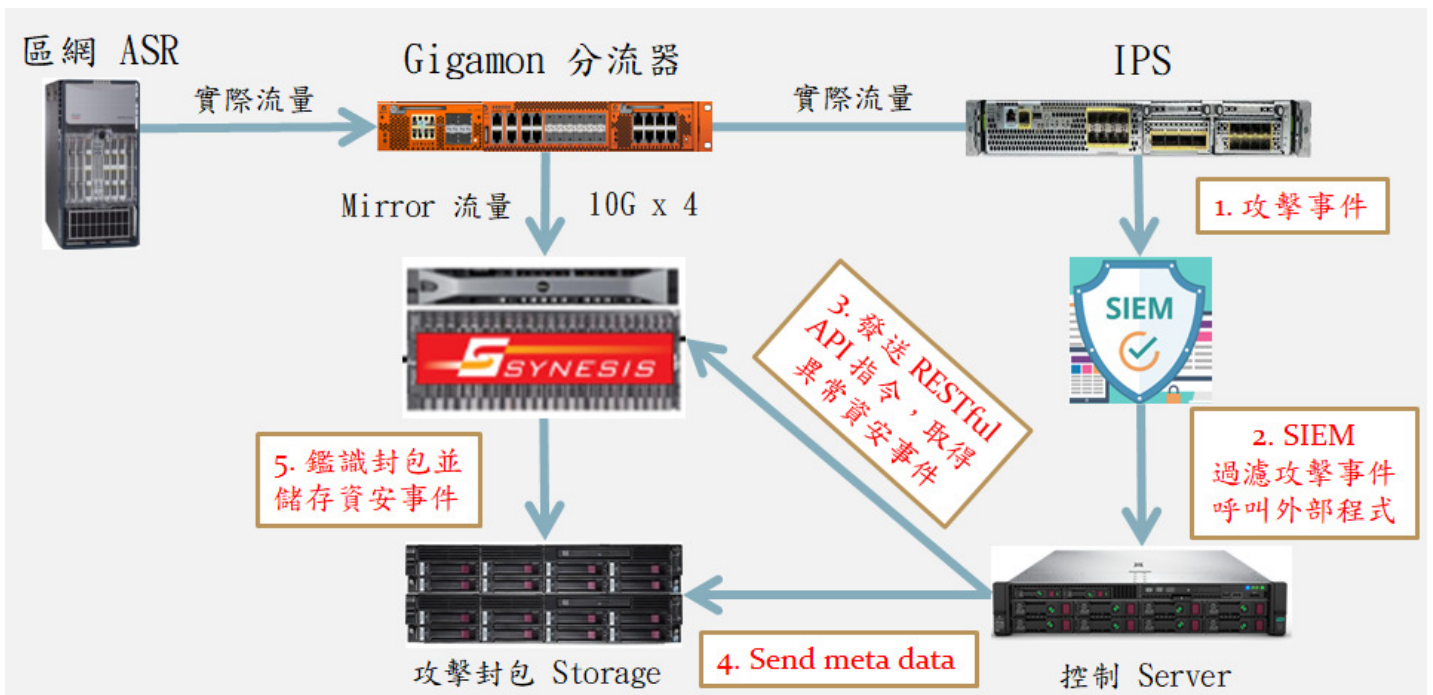 區網 ASR
Gigamon 分流器
IPS
實際流量
實際流量
Mirror 流量
10G x 4
1. 攻擊事件
SYNESIS
SIEM
3. 發送 RESTful
API 指令，取得
異常資安事件
2. SIEM
過濾攻擊事件
呼叫外部程式
5. 鑑識封包並
儲存資安事件
4. Send meta data
攻擊封包 Storage
控制 Server